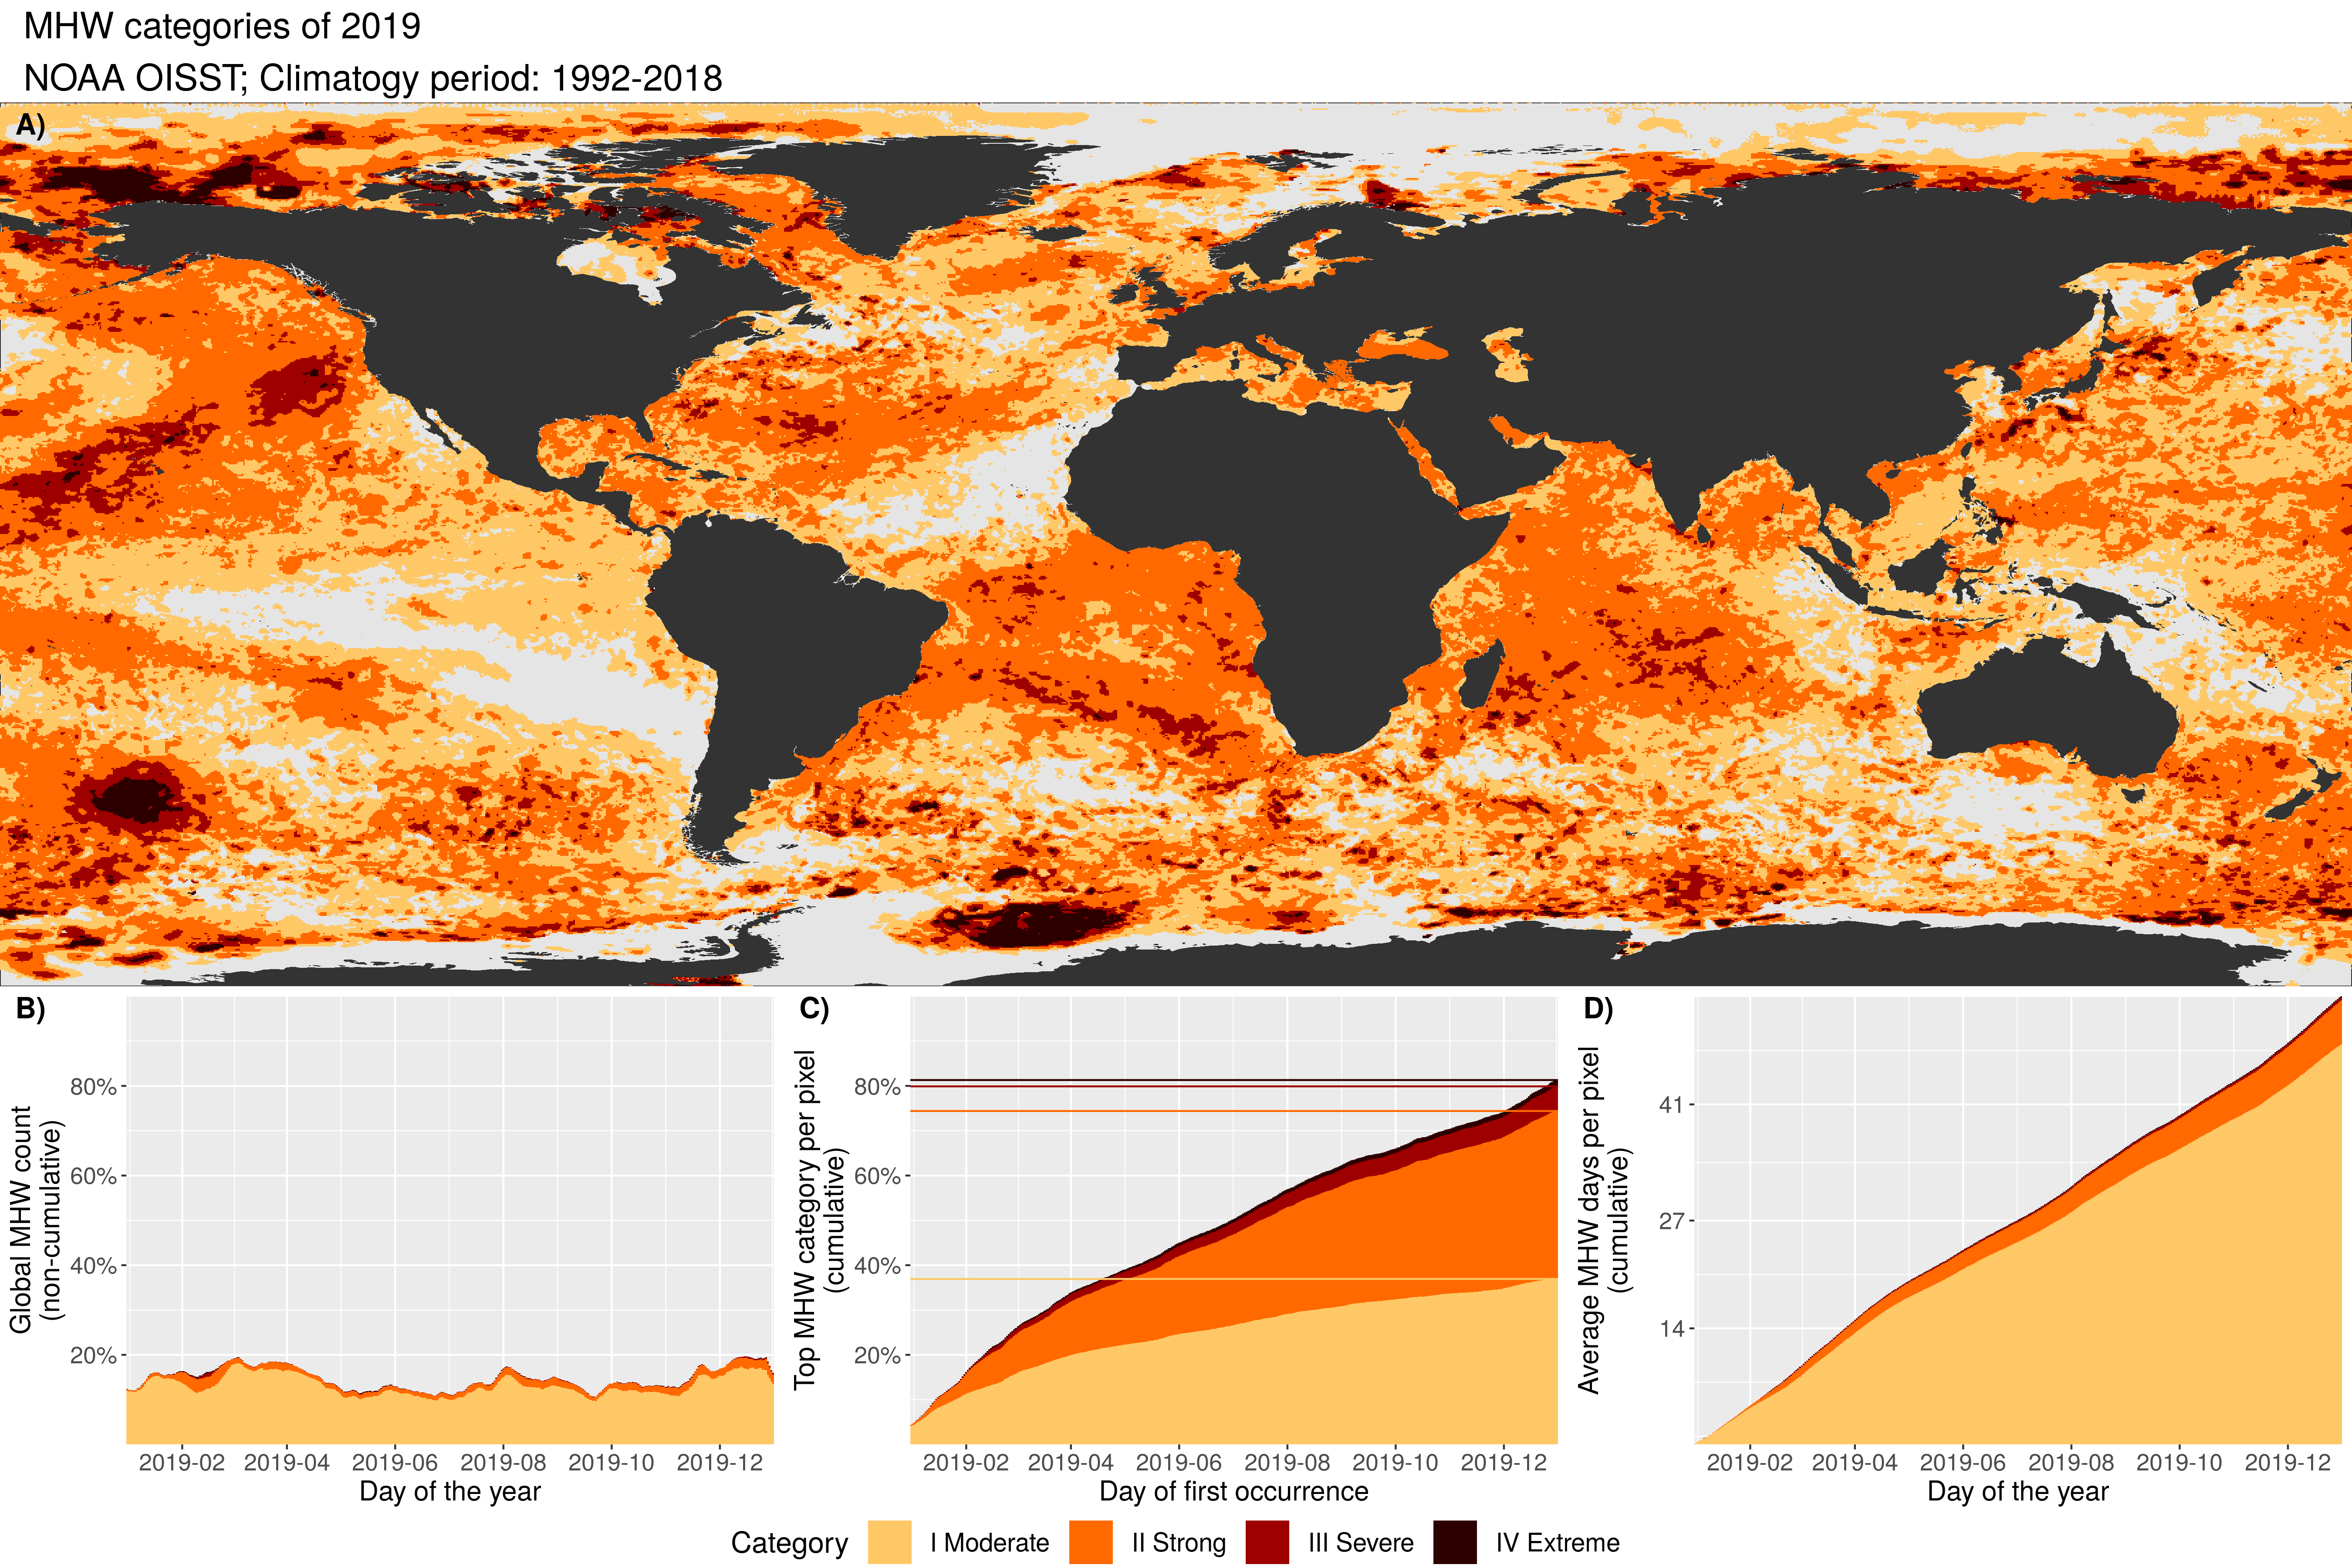 MHW categories of 2019
NOAA OISST; Climatogy period: 1992-2018
A)
B)
Global MHW count
(non-cumulative)
80%
60%
40%
20%
2019-02 2019-04 2019-06 2019-08 2019-10 2019-12
Day of the year
C)
Top MHW category per pixel
(cumulative)
80%
60%
40%
20%
2019-02 2019-04 2019-06 2019-08 2019-10 2019-12
Day of first occurrence
D)
Average MHW days per pixel
(cumulative)
41
27
14
2019-02 2019-04 2019-06 2019-08 2019-10 2019-12
Day of the year
Category I Moderate II Strong III Severe IV Extreme